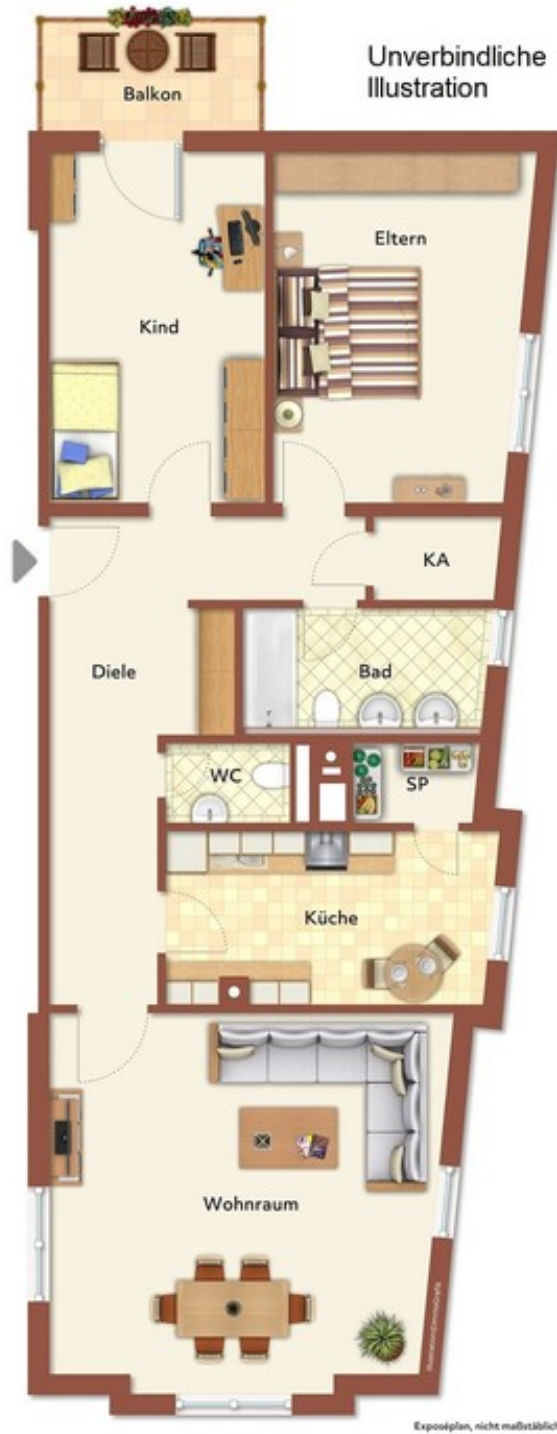 Unverbindliche
Illustration
Balkon
Eltern
Kind
KA
Diele
Bad
WC
SP
Küche
Wohnraum
Exposéplan, nicht maßstäblich